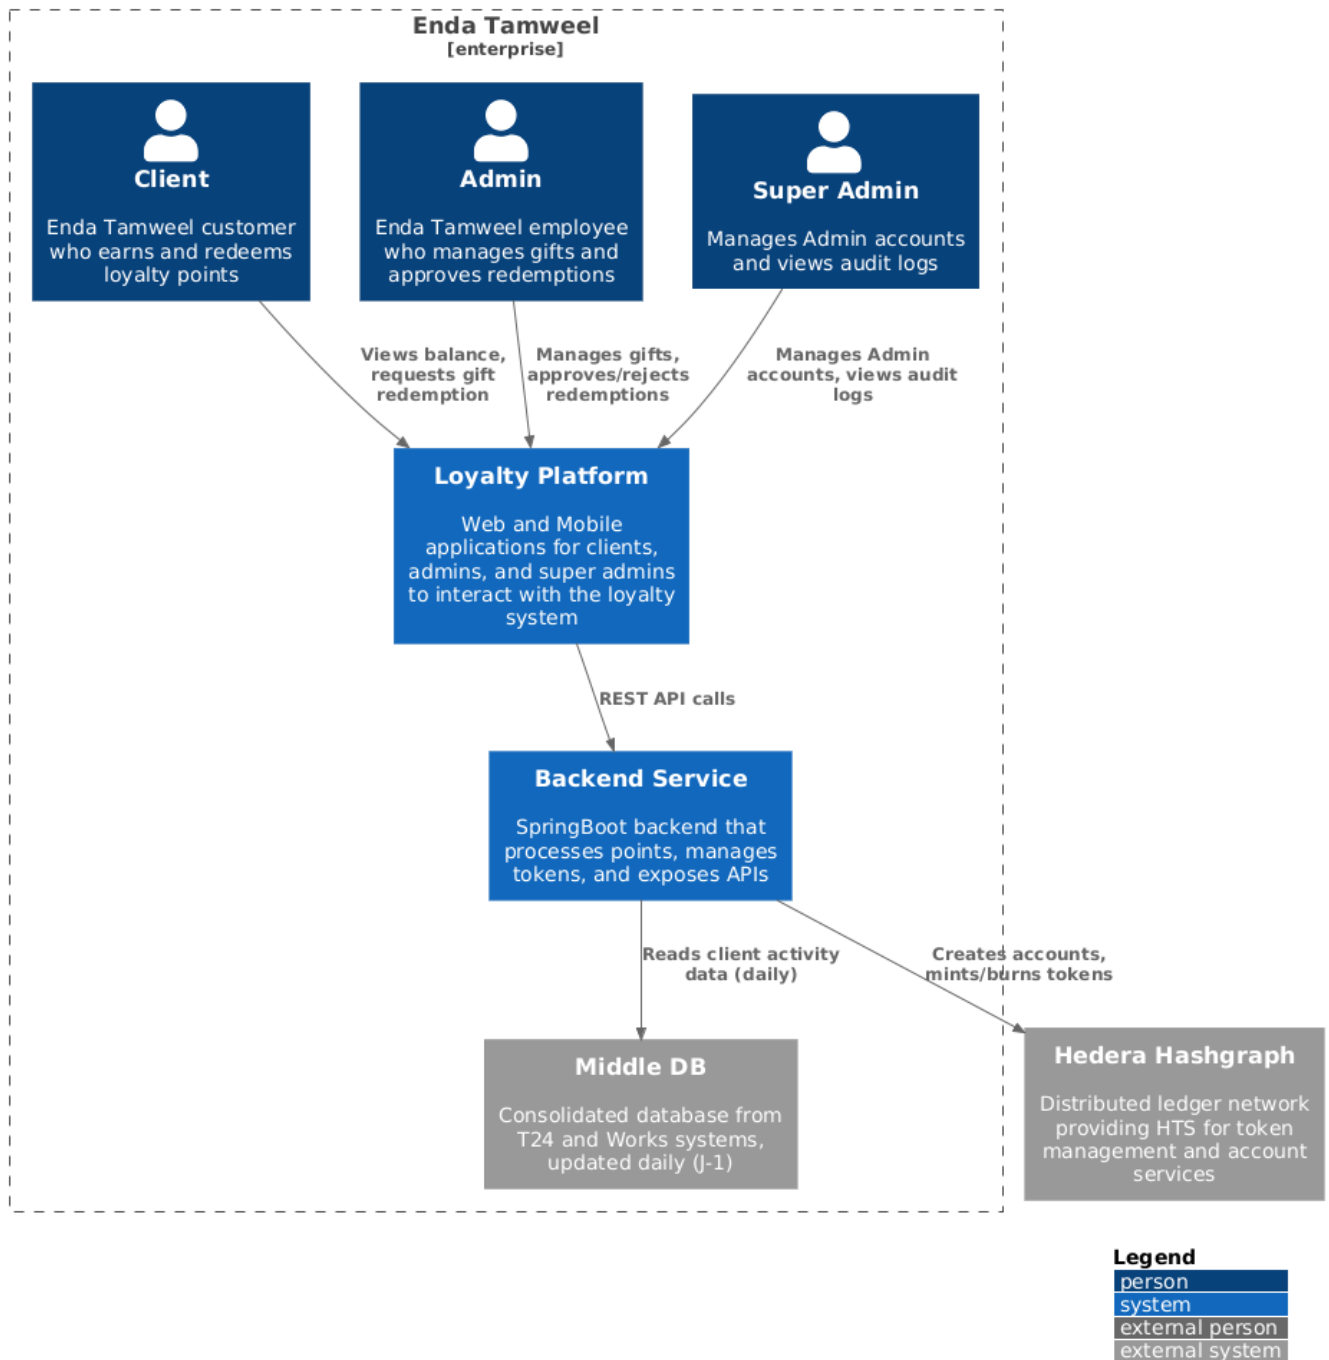 Enda Tamweel
[enterprise]
Client
Enda Tamweel customer
who earns and redeems
loyalty points
Admin
Enda Tamweel employee
who manages gifts and
approves redemptions
Super Admin
Manages Admin accounts
and views audit logs
Views balance,
requests gift
redemption
Manages gifts,
approves/rejects
redemptions
Manages Admin
accounts, views audit
logs
Loyalty Platform
Web and Mobile
applications for clients,
admins, and super admins
to interact with the loyalty
system
REST API calls
Backend Service
SpringBoot backend that
processes points, manages
tokens, and exposes APIs
Reads client activity
data (daily)
Creates accounts,
mints/burns tokens
Middle DB
Consolidated database from
T24 and Works systems,
updated daily (J-1)
Hedera Hashgraph
Distributed ledger network
providing HTS for token
management and account
services
Legend
person
system
external person
external system